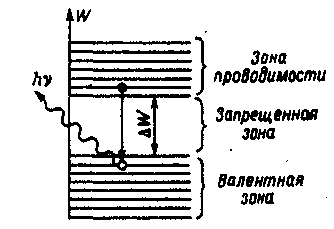 W
Зона
проводимости
hν
ΔW
Запрещенная
зона
Валентная
зона